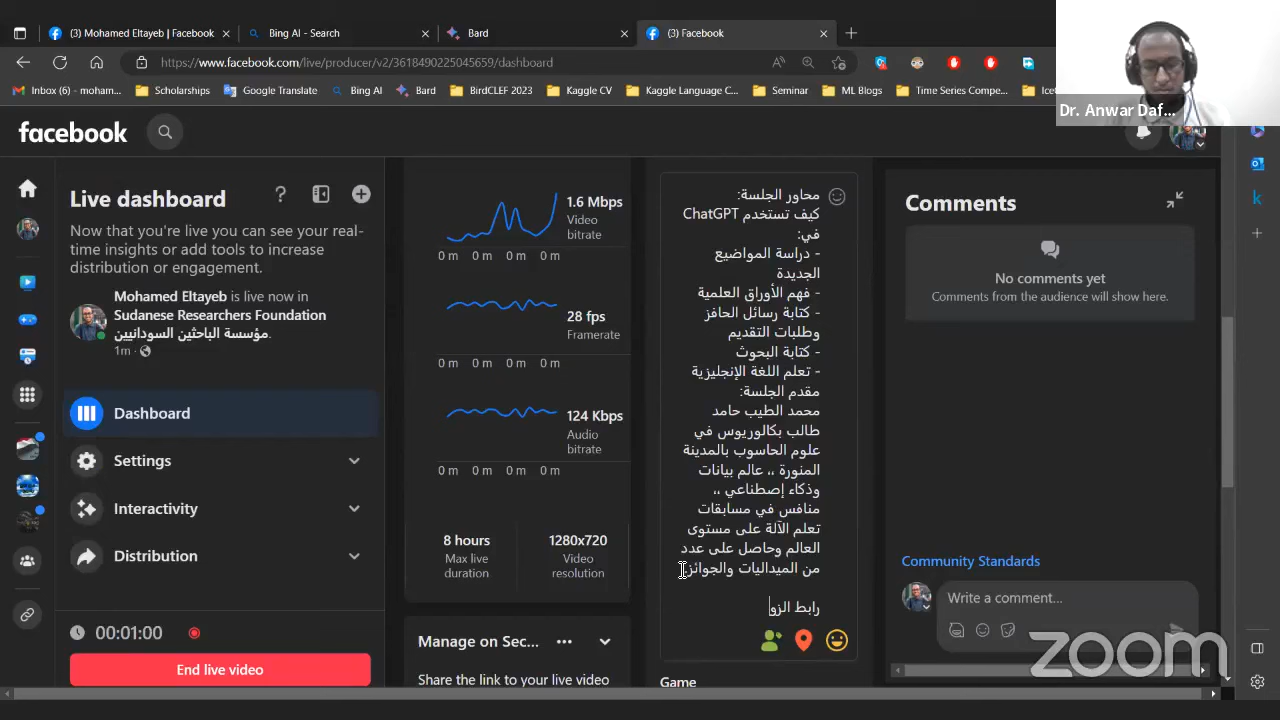 (3) Mohamed Eltayeb | Facebook
Bing AI - Search
Bard
(3) Facebook
https://www.facebook.com/live/producer/v2/3618490225045659/dashboard
Inbox (6) - moham...
Scholarships
Google Translate
Bing AI
Bard
BirdCLEF 2023
Kaggle CV
Kaggle Language C...
Seminar
ML Blogs
Time Series Compe...
Dr. Anwar Daf...
facebook
Live dashboard
Now that you're live you can see your real-
time insights or add tools to increase
distribution or engagement.
Mohamed Eltayeb is live now in
Sudanese Researchers Foundation
مؤسسة الباحثين السودانيين.
1m ·
Dashboard
Settings
Interactivity
Distribution
00:01:00
End live video
1.6 Mbps
Video
bitrate
0 m 0 m 0 m 0 m
28 fps
Framerate
0 m 0 m 0 m 0 m
124 Kbps
Audio
bitrate
0 m 0 m 0 m 0 m
8 hours
Max live
duration
1280x720
Video
resolution
Manage on Sec...
Share the link to your live video
محاور الجلسة:
كيف تستخدم ChatGPT
في:
- دراسة المواضيع
الجديدة
- فهم الأوراق العلمية
- كتابة رسائل الحافز
وطلبات التقديم
- كتابة البحوث
- تعلم اللغة الإنجليزية
مقدم الجلسة:
محمد الطيب حامد
طالب بكالوريوس في
علوم الحاسوب بالمدينة
المنورة ،، عالم بيانات
وذكاء إصطناعي ،،
منافس في مسابقات
تعلم الآلة على مستوى
العالم وحاصل على عدد
من الميداليات والجوائز
رابط الزو
Game
Comments
No comments yet
Comments from the audience will show here.
Community Standards
Write a comment...
zoom